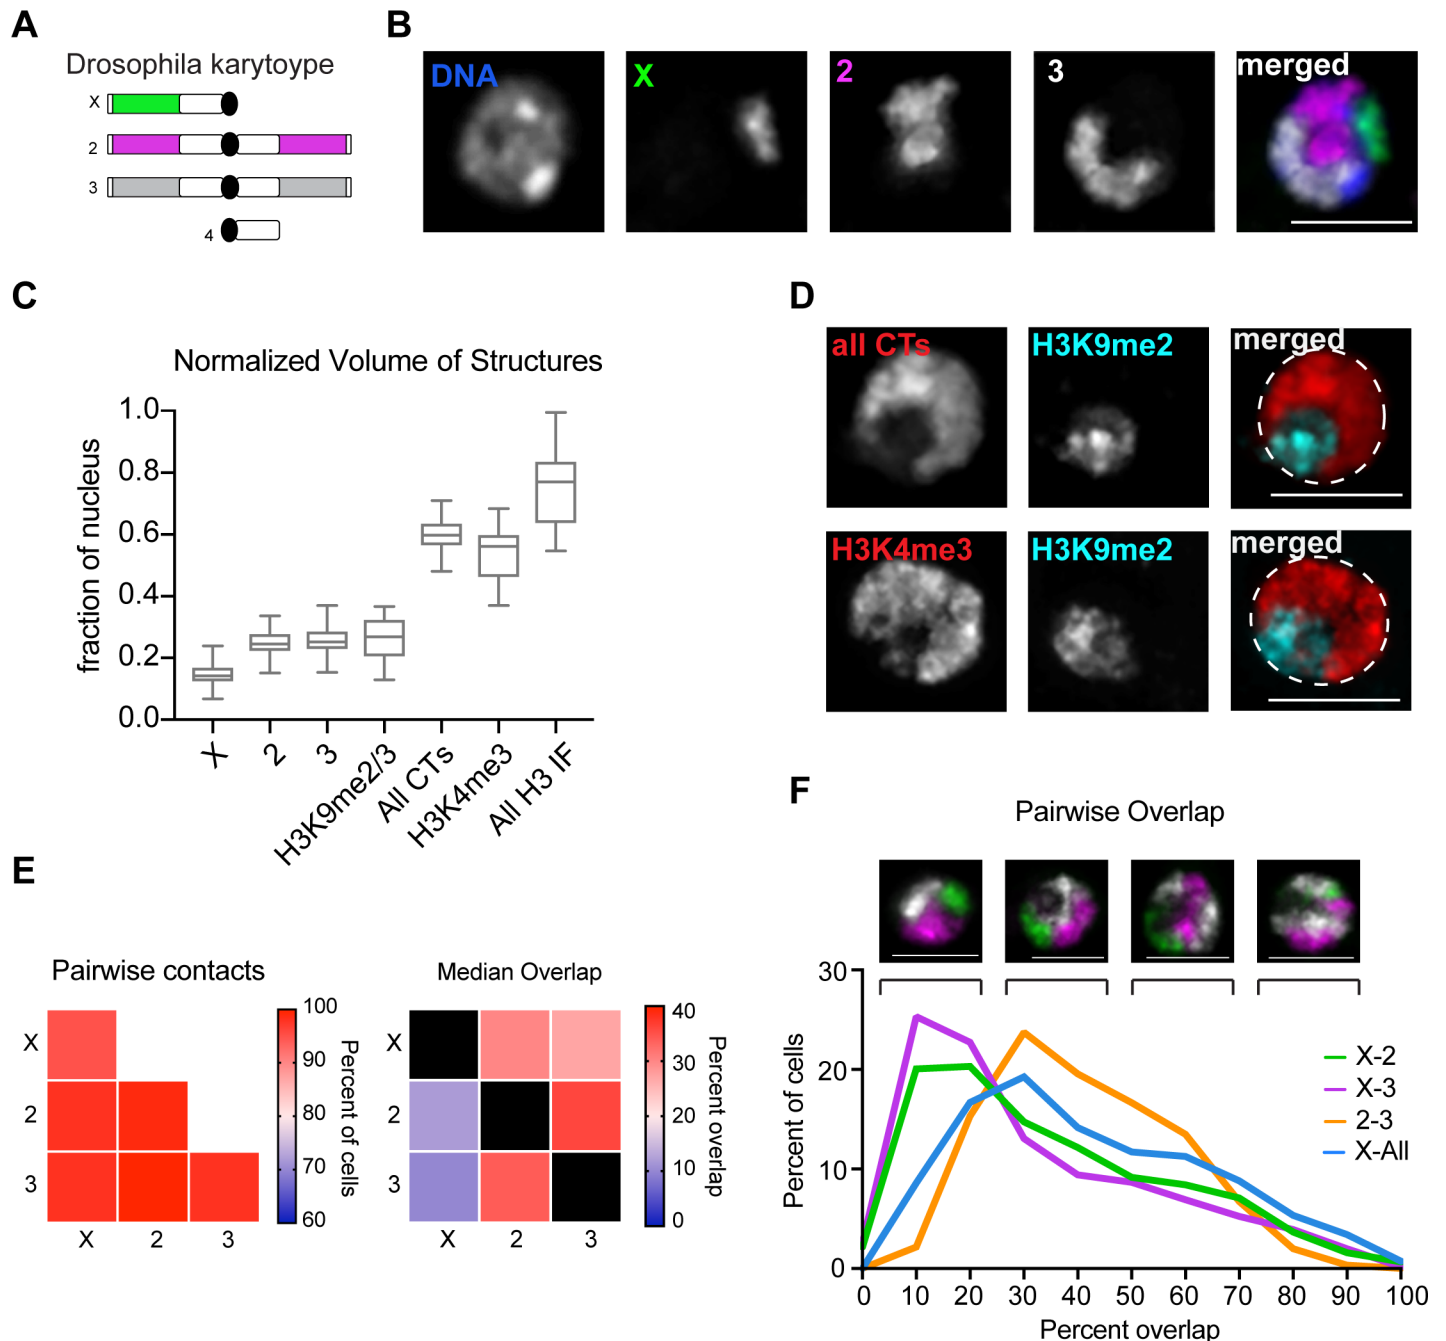 A
Drosophila karytoype
X
2
3
4
B
DNA
X
2
3
merged
C
Normalized Volume of Structures
fraction of nucleus
1.0
0.8
0.6
0.4
0.2
0.0
X
2
3
H3K9me2/3
All CTs
H3K4me3
All H3 IF
D
all CTs
H3K9me2
merged
H3K4me3
H3K9me2
merged
E
Pairwise contacts
X
2
3
X
2
3
100
90
80
70
60
Percent of cells
Median Overlap
X
2
3
X
2
3
40
30
20
10
0
Percent overlap
F
Pairwise Overlap
Percent of cells
30
20
10
0
0
10
20
30
40
50
60
70
80
90
100
Percent overlap
X-2
X-3
2-3
X-All